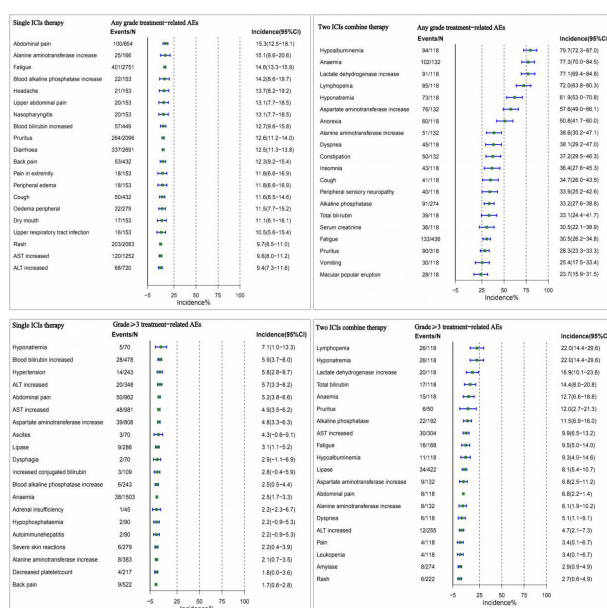 Single ICIs therapy Any grade treatment-related AEs
Events/N Incidence(95%CI)
Abdominal pain 100/654 15.3(12.5-18.1)
Alanine aminotransferase increase 25/166 15.1(9.6-20.6)
Fatigue 401/2751 14.6(13.3-15.9)
Blood alkaline phosphatase increase 22/153 14.2(8.6-19.7)
Headache 21/153 13.7(8.2-19.2)
Upper abdominal pain 20/153 13.1(7.7-18.5)
Nasopharyngitis 20/153 13.1(7.7-18.5)
Blood bilirubin increased 57/449 12.7(9.6-15.8)
Pruritus 264/2096 12.6(11.2-14.0)
Diarrhoea 337/2691 12.5(11.3-13.8)
Back pain 53/432 12.3(9.2-15.4)
Pain in extremity 18/153 11.8(6.6-16.9)
Peripheral edema 18/153 11.8(6.6-16.9)
Cough 50/432 11.6(8.5-14.6)
Oedema peripheral 32/279 11.5(7.7-15.2)
Dry mouth 17/153 11.1(6.1-16.1)
Upper respiratory tract infection 16/153 10.5(5.6-15.4)
Rash 203/2083 9.7(8.5-11.0)
AST increased 120/1252 9.6(8.0-11.2)
ALT increased 68/720 9.4(7.3-11.6)
-5 25 50 75 100
Incidence%
Two ICIs combine therapy Any grade treatment-related AEs
Events/N Incidence(95%CI)
Hypoalbuminemia 94/118 79.7(72.3-87.0)
Anaemia 102/132 77.3(70.0-84.5)
Lactate dehydrogenase increase 91/118 77.1(69.4-84.8)
Lymphopenia 85/118 72.0(63.8-80.3)
Hyponatremia 73/118 61.9(53.0-70.8)
Aspartate aminotransferase increase 76/132 57.6(49.0-66.1)
Anorexia 60/118 50.8(41.7-60.0)
Alanine aminotransferase increase 51/132 38.6(30.2-47.1)
Dyspnea 45/118 38.1(29.2-47.0)
Constipation 50/132 37.2(29.5-46.3)
Insomnia 43/118 36.4(27.6-45.3)
Cough 41/118 34.7(26.0-43.5)
Peripheral sensory neuropathy 40/118 33.9(25.2-42.6)
Alkaline phosphatase 91/274 33.2(27.6-38.8)
Total bilirubin 39/118 33.1(24.4-41.7)
Serum creatinine 36/118 30.5(22.1-38.9)
Fatigue 133/436 30.5(26.2-34.8)
Pruritus 90/318 28.3(23.3-33.3)
Vomiting 30/118 25.4(17.5-33.4)
Macular popular eruption 28/118 23.7(15.9-31.5)
-5 25 50 75 100
Incidence%
Single ICIs therapy Grade≥3 treatment-related AEs
Events/N Incidence(95%CI)
Hyponatremia 5/70 7.1(1.0-13.3)
Blood bilirubin increased 28/478 5.9(3.7-8.0)
Hypertension 14/243 5.8(2.8-8.7)
ALT increased 20/348 5.7(3.3-8.2)
Abdominal pain 50/962 5.2(3.8-6.6)
AST increased 48/981 4.9(3.5-6.2)
Aspartate aminotransferase increase 39/808 4.8(3.3-6.3)
Ascites 3/70 4.3(-0.6-9.1)
Lipase 9/286 3.1(1.1-5.2)
Dysphagia 2/70 2.9(-1.1-6.9)
Increased conjugated bilirubin 3/109 2.8(-0.4-5.9)
Blood alkaline phosphatase increase 6/243 2.5(0.5-4.4)
Anaemia 38/1503 2.5(1.7-3.3)
Adrenal insufficiency 1/45 2.2(-2.3-6.7)
Hypophosphataemia 2/90 2.2(-0.9-5.3)
Autoimmunehepatitis 2/90 2.2(-0.9-5.3)
Severe skin reactions 6/279 2.2(0.4-3.9)
Alanine aminotransferase increase 8/383 2.1(0.7-3.5)
Decreased plateletcount 4/217 1.8(0.0-3.6)
Back pain 9/522 1.7(0.6-2.8)
-5 25 50 75 100
Incidence%
Two ICIs combine therapy Grade≥3 treatment-related AEs
Events/N Incidence(95%CI)
Lymphopenia 26/118 22.0(14.4-29.6)
Hyponatremia 26/118 22.0(14.4-29.6)
Lactate dehydrogenase increase 20/118 16.9(10.1-23.8)
Total bilirubin 17/118 14.4(8.0-20.8)
Anaemia 15/118 12.7(6.6-18.8)
Pruritus 6/50 12.0(2.7-21.3)
Alkaline phosphatase 22/192 11.5(6.9-16.0)
AST increased 30/304 9.9(6.5-13.2)
Fatigue 16/168 9.5(5.0-14.0)
Hypoalbuminemia 11/118 9.3(4.0-14.6)
Lipase 34/422 8.1(5.4-10.7)
Aspartate aminotransferase increase 9/132 6.8(2.5-11.2)
Abdominal pain 8/118 6.8(2.2-11.4)
Alanine aminotransferase increase 8/132 6.1(1.9-10.2)
Dyspnea 6/118 5.1(1.1-9.1)
ALT increased 12/255 4.7(2.1-7.3)
Pain 4/118 3.4(0.1-6.7)
Leukopenia 4/118 3.4(0.1-6.7)
Amylase 8/274 2.9(0.9-4.9)
Rash 6/222 2.7(0.6-4.9)
-5 25 50 75 100
Incidence%